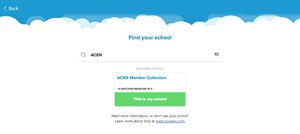 Back
Find your school
ACEN
MATCHING SCHOOLS
ACEN Member Collection
This is my school
Want more information, or don't see your school?
Learn more about Sora at